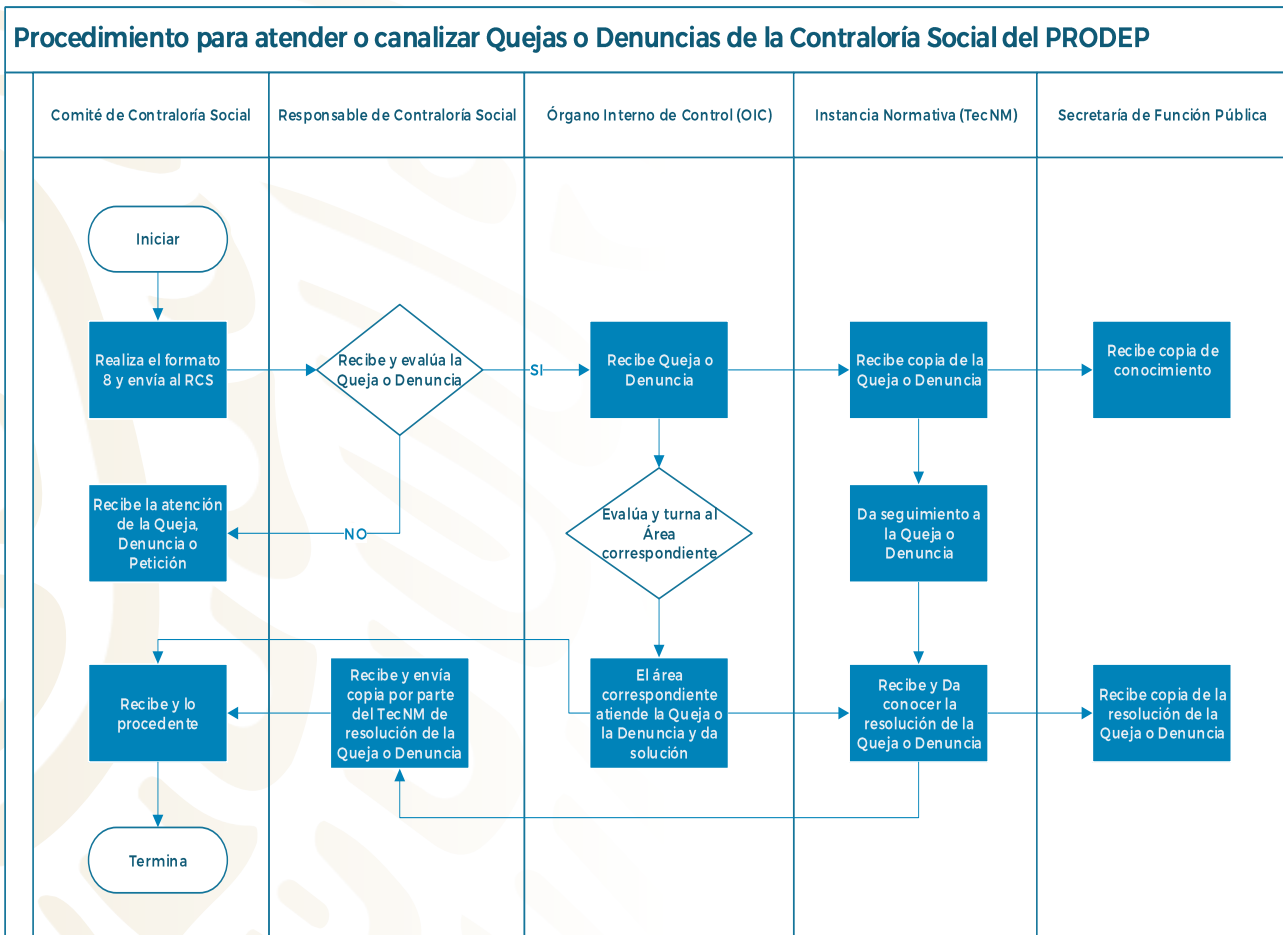 Procedimiento para atender o canalizar Quejas o Denuncias de la Contraloría Social del PRODEP
Comité de Contraloría Social
Responsable de Contraloría Social
Órgano Interno de Control (OIC)
Instancia Normativa (TecNM)
Secretaría de Función Pública
Iniciar
Realiza el formato
8 y envía al RCS
Recibe y evalúa la
Queja o Denuncia
SI
Recibe Queja o
Denuncia
Recibe copia de la
Queja o Denuncia
Recibe copia de
conocimiento
Recibe la atención
de la Queja,
Denuncia o
Petición
NO
Evalúa y turna al
Área
correspondiente
Da seguimiento a
la Queja o
Denuncia
Recibe y lo
procedente
Recibe y envía
copia por parte
del TecNM de
resolución de la
Queja o Denuncia
El área
correspondiente
atiende la Queja o
la Denuncia y da
solución
Recibe y Da
conocer la
resolución de la
Queja o Denuncia
Recibe copia de la
resolución de la
Queja o Denuncia
Termina